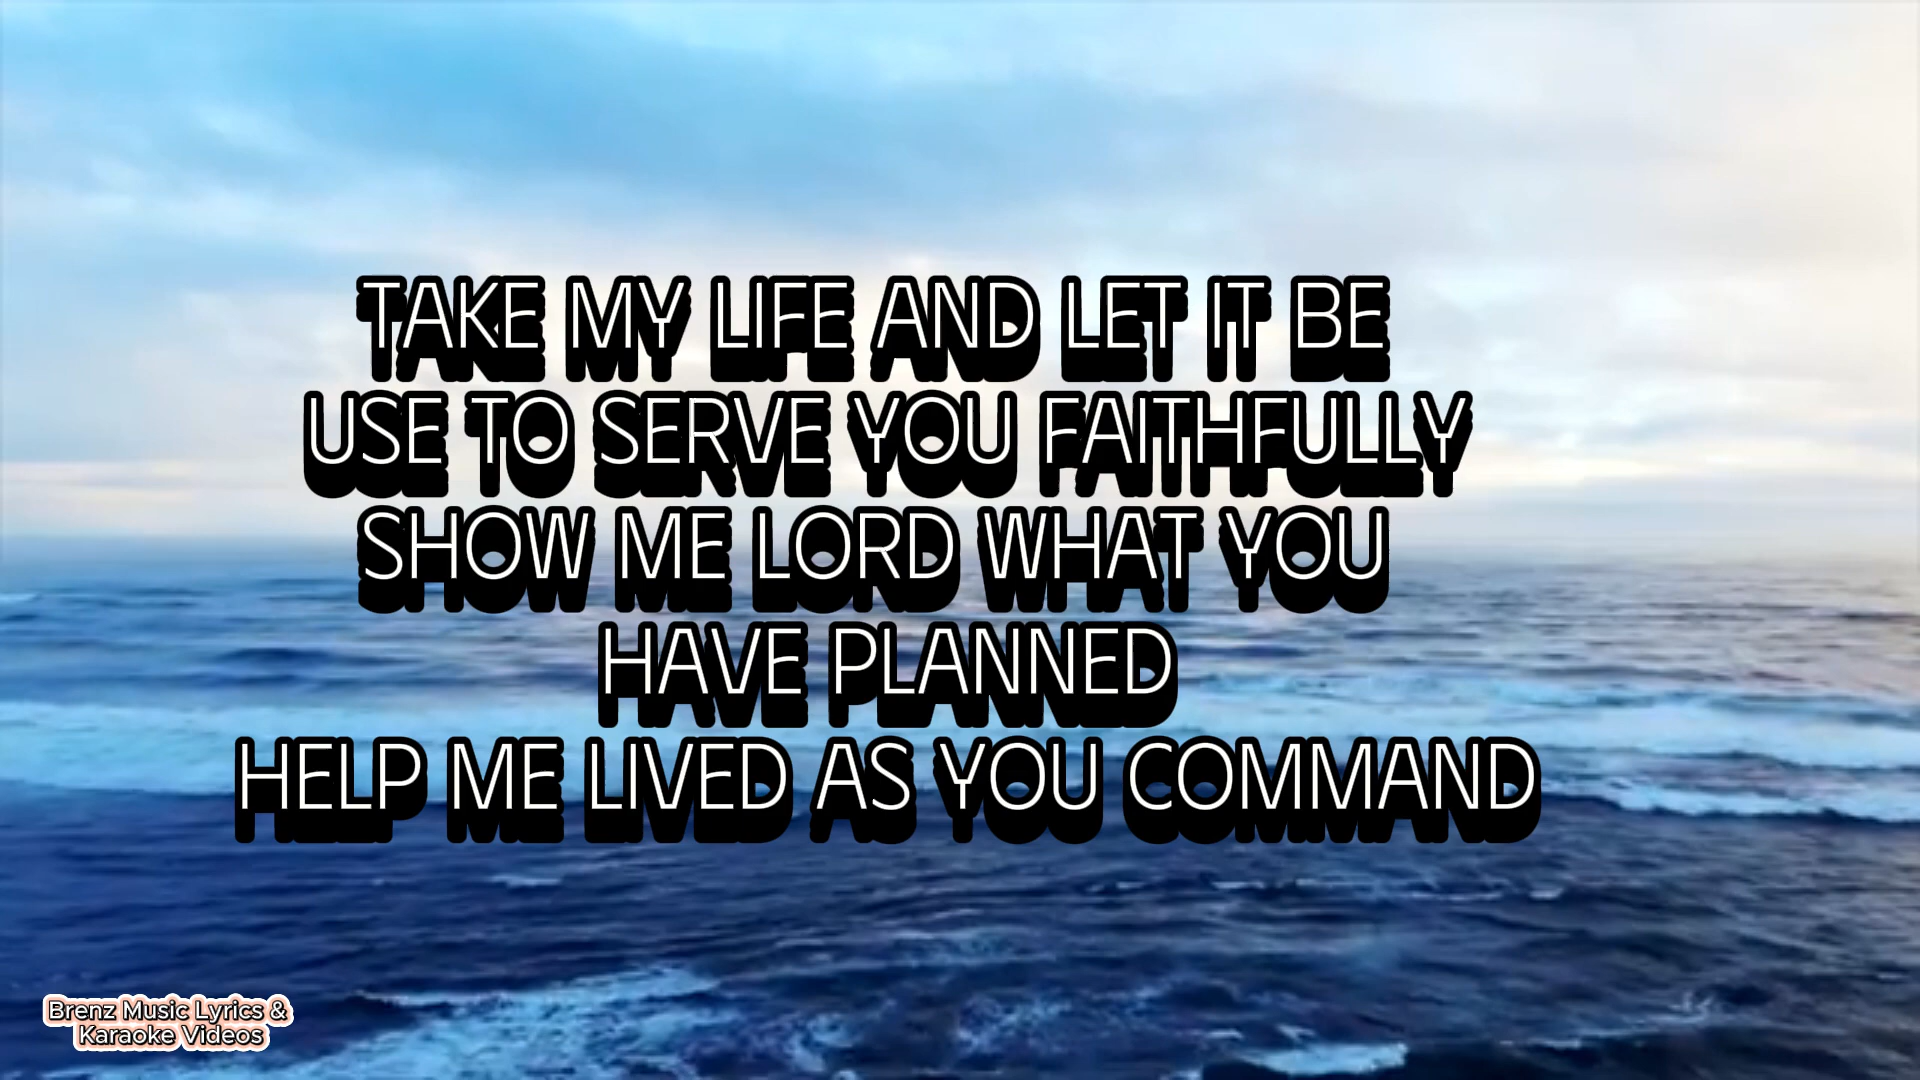 TAKE MY LIFE AND LET IT BE
USE TO SERVE YOU FAITHFULLY
SHOW ME LORD WHAT YOU
HAVE PLANNED
HELP ME LIVED AS YOU COMMAND
Brenz Music Lyrics &
Karaoke Videos